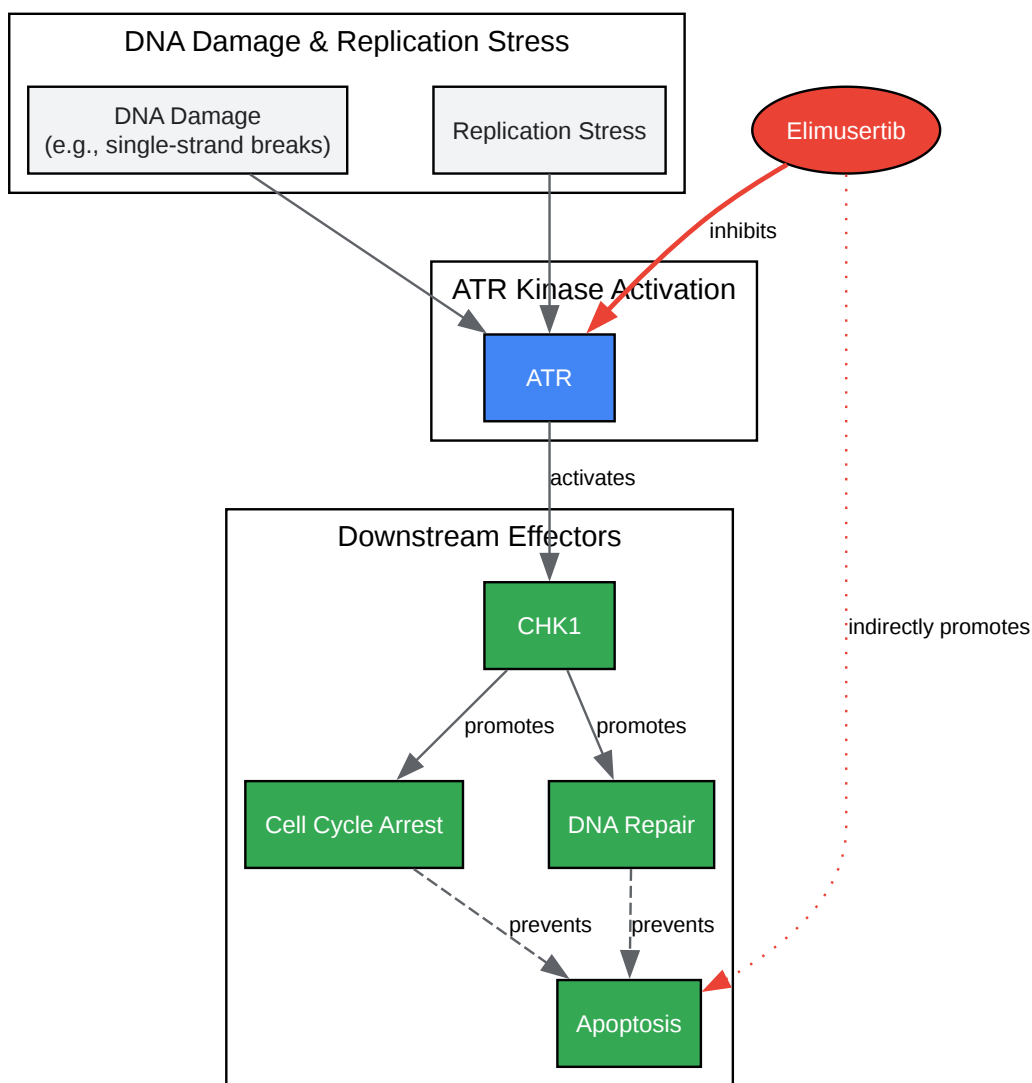 DNA Damage & Replication Stress
DNA Damage
(e.g., single-strand breaks)
Replication Stress
Elimusertib
inhibits
ATR Kinase Activation
ATR
activates
Downstream Effectors
CHK1
indirectly promotes
promotes
promotes
Cell Cycle Arrest
DNA Repair
prevents
prevents
Apoptosis